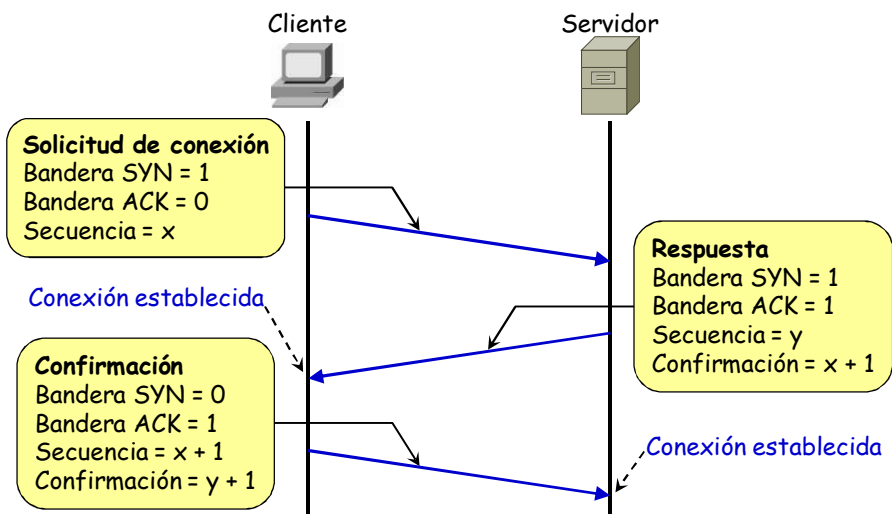 Cliente
Servidor
Solicitud de conexión
Bandera SYN = 1
Bandera ACK = 0
Secuencia = x
Respuesta
Bandera SYN = 1
Bandera ACK = 1
Secuencia = y
Confirmación = x + 1
Conexión establecida
Confirmación
Bandera SYN = 0
Bandera ACK = 1
Secuencia = x + 1
Confirmación = y + 1
Conexión establecida